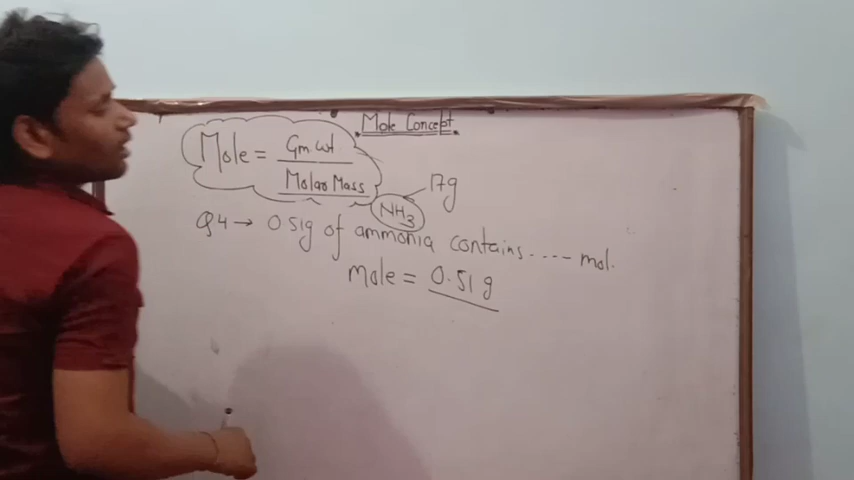 Mole Concept
Mole = Gm wt
Molar Mass
NH3 17g
Q4 → 0.51g of ammonia contains ..... mol.
Mole = 0.51 g